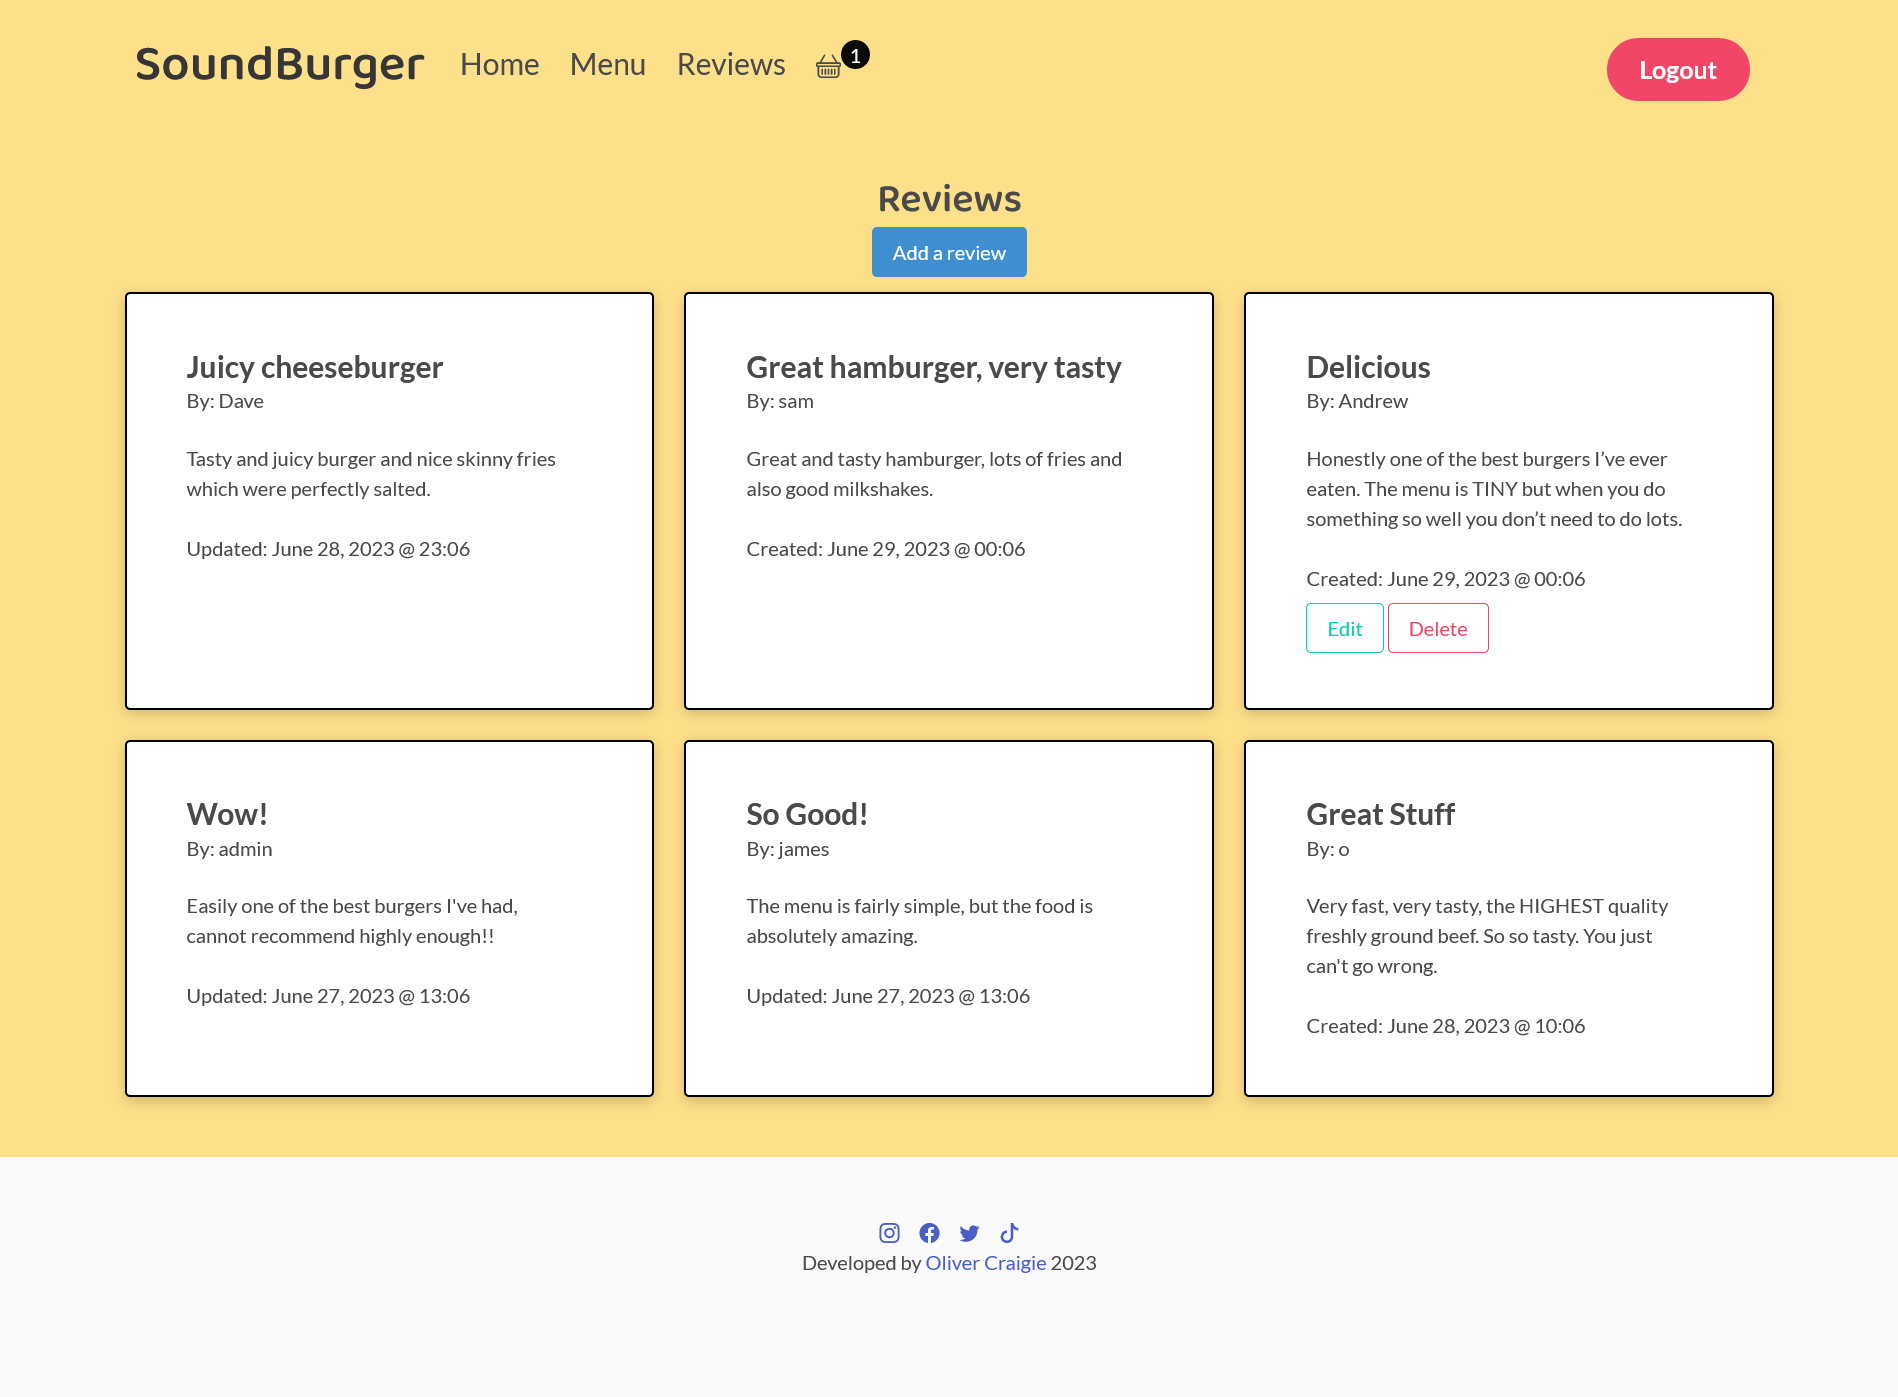 SoundBurger
Home
Menu
Reviews
1
Logout
Reviews
Add a review
Juicy cheeseburger
By: Dave
Tasty and juicy burger and nice skinny fries
which were perfectly salted.
Updated: June 28, 2023 @ 23:06
Great hamburger, very tasty
By: sam
Great and tasty hamburger, lots of fries and
also good milkshakes.
Created: June 29, 2023 @ 00:06
Delicious
By: Andrew
Honestly one of the best burgers I’ve ever
eaten. The menu is TINY but when you do
something so well you don’t need to do lots.
Created: June 29, 2023 @ 00:06
Edit
Delete
Wow!
By: admin
Easily one of the best burgers I've had,
cannot recommend highly enough!!
Updated: June 27, 2023 @ 13:06
So Good!
By: james
The menu is fairly simple, but the food is
absolutely amazing.
Updated: June 27, 2023 @ 13:06
Great Stuff
By: o
Very fast, very tasty, the HIGHEST quality
freshly ground beef. So so tasty. You just
can't go wrong.
Created: June 28, 2023 @ 10:06
Developed by Oliver Craigie 2023